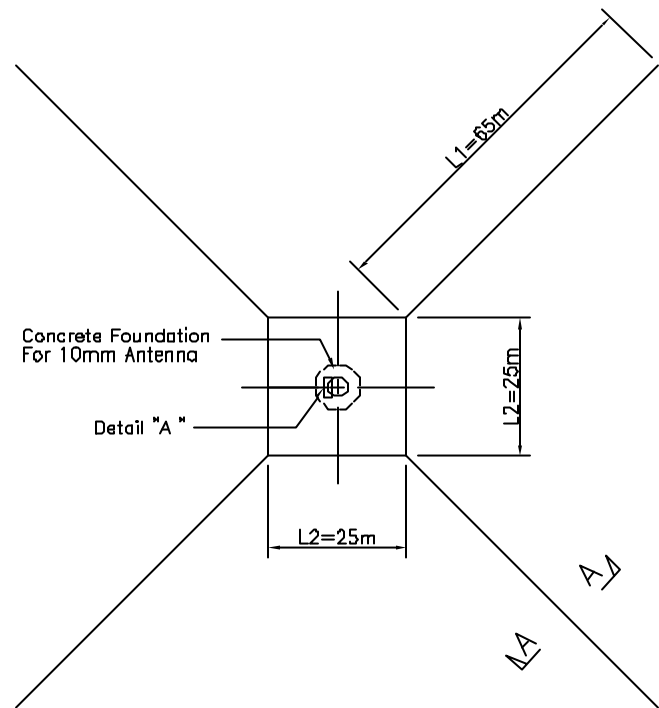 L1=65m
Concrete Foundation
For 10mm Antenna
L2=25m
Detail "A "
L2=25m
A
A